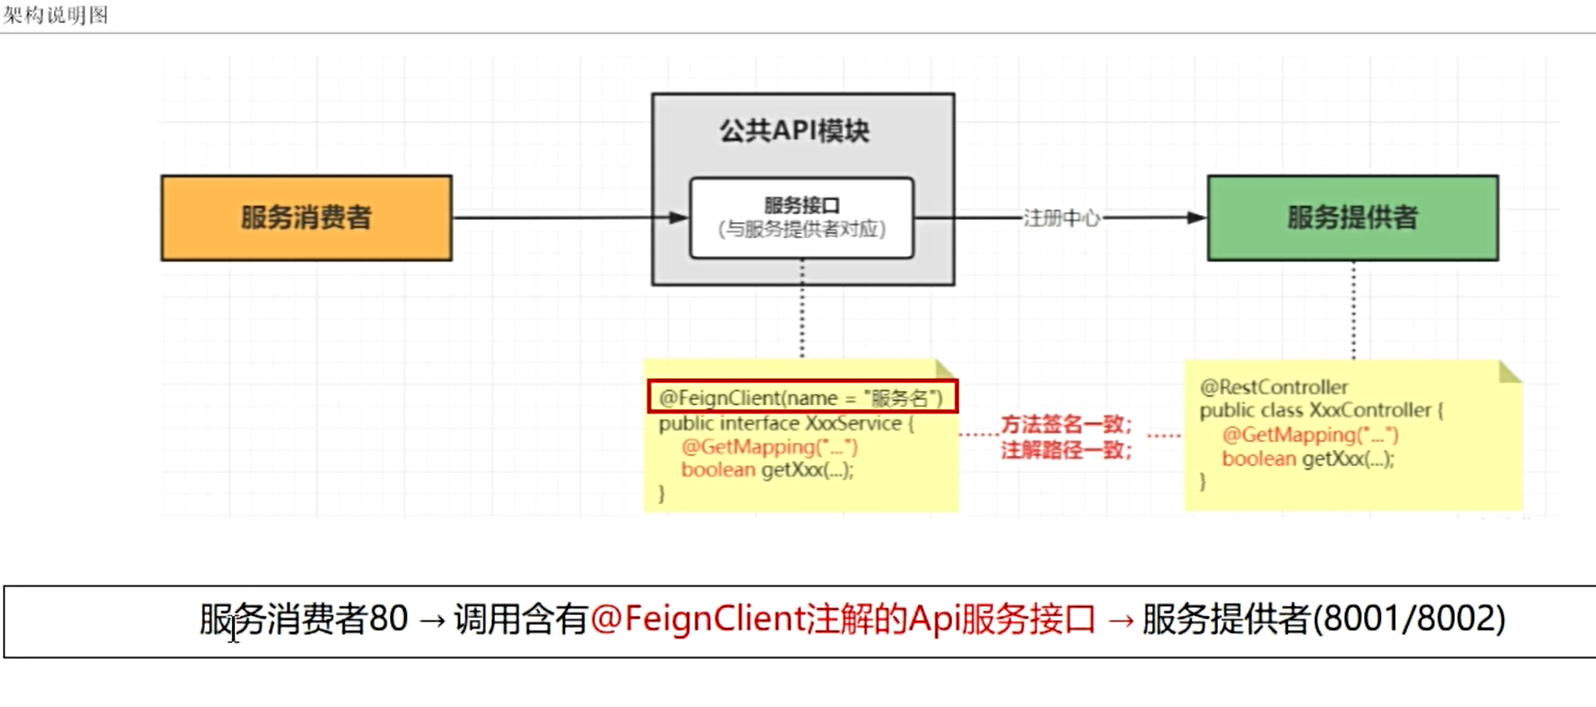 架构说明图
公共API模块
服务消费者
服务接口
（与服务提供者对应）
注册中心
服务提供者
@FeignClient(name = "服务名")
public interface XxxService {
@GetMapping("...")
boolean getXxx(...);
}
方法签名一致；
注解路径一致；
@RestController
public class XxxController {
@GetMapping("...")
boolean getXxx(...);
}
服务消费者80 → 调用含有@FeignClient注解的Api服务接口 → 服务提供者(8001/8002)